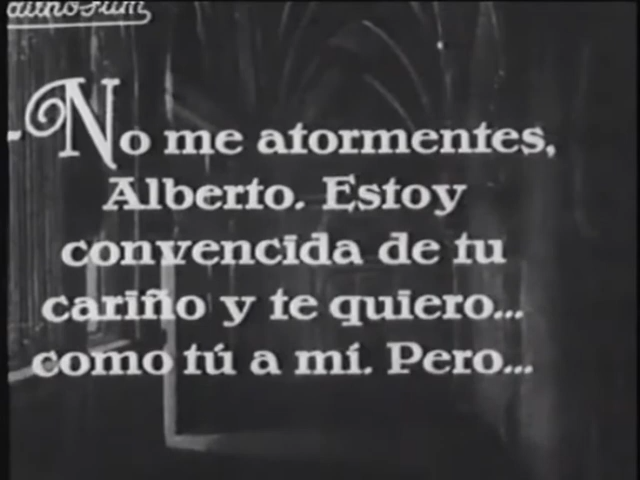 -No me atormentes,
Alberto. Estoy
convencida de tu
cariño y te quiero...
como tú a mí. Pero...